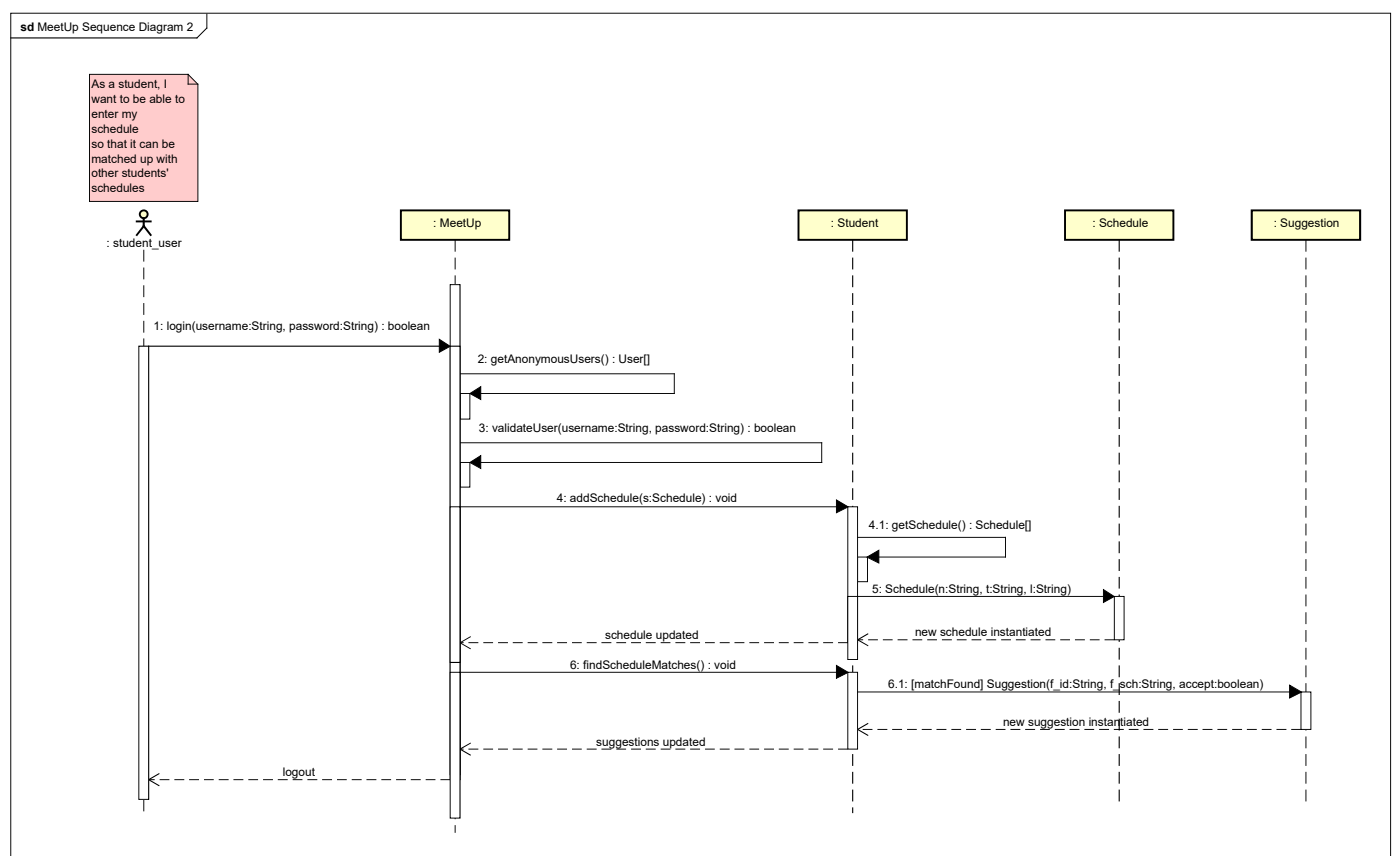 sd MeetUp Sequence Diagram 2
As a student, I
want to be able to
enter my
schedule
so that it can be
matched up with
other students'
schedules
: student_user
: MeetUp
: Student
: Schedule
: Suggestion
1: login(username:String, password:String) : boolean
2: getAnonymousUsers() : User[]
3: validateUser(username:String, password:String) : boolean
4: addSchedule(s:Schedule) : void
4.1: getSchedule() : Schedule[]
5: Schedule(n:String, t:String, l:String)
new schedule instantiated
schedule updated
6: findScheduleMatches() : void
6.1: [matchFound] Suggestion(f_id:String, f_sch:String, accept:boolean)
new suggestion instantiated
suggestions updated
logout